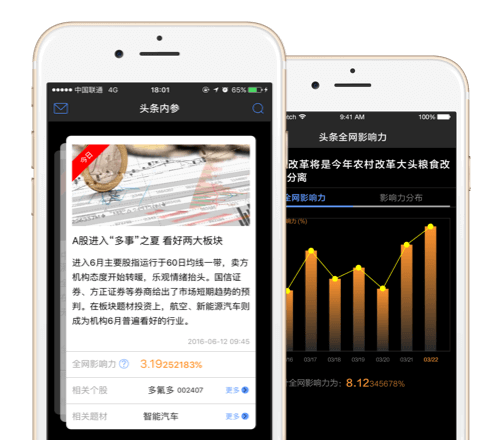 中国联通 4G 18:01 65%
头条内参
今日
A股进入“多事”之夏 看好两大板块
进入6月主要股指运行于60日均线一带，卖方
机构态度开始转暖，乐观情绪抬头。国信证
券、方正证券等券商给出了市场短期趋势的预
判。在板块题材投资上，航空、新能源汽车则
成为机构6月普遍看好的行业。
2016-06-12 09:45
全网影响力 ? 3.19252183%
相关个股 多氟多 002407 更多
相关题材 智能汽车 更多
9:41 AM 100%
头条全网影响力
改革将是今年农村改革大头粮食改
分离
全网影响力 影响力分布
响力 (%)
03/17 03/18 03/19 03/20 03/21 03/22
全网影响力为： 8.12345678%